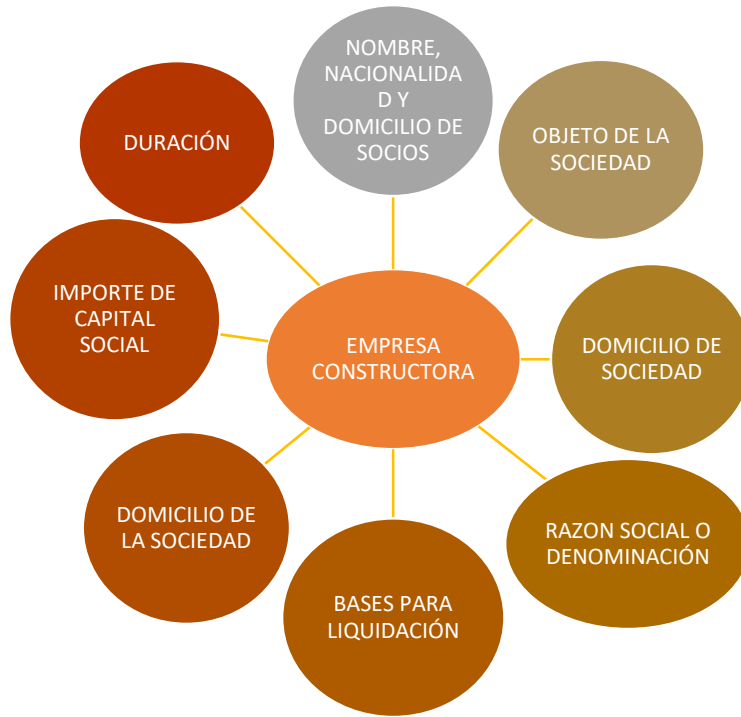 NOMBRE,
NACIONALIDA
D Y
DOMICILIO DE
SOCIOS
OBJETO DE LA
SOCIEDAD
DOMICILIO DE
SOCIEDAD
RAZON SOCIAL O
DENOMINACIÓN
BASES PARA
LIQUIDACIÓN
DOMICILIO DE
LA SOCIEDAD
IMPORTE DE
CAPITAL
SOCIAL
DURACIÓN
EMPRESA
CONSTRUCTORA